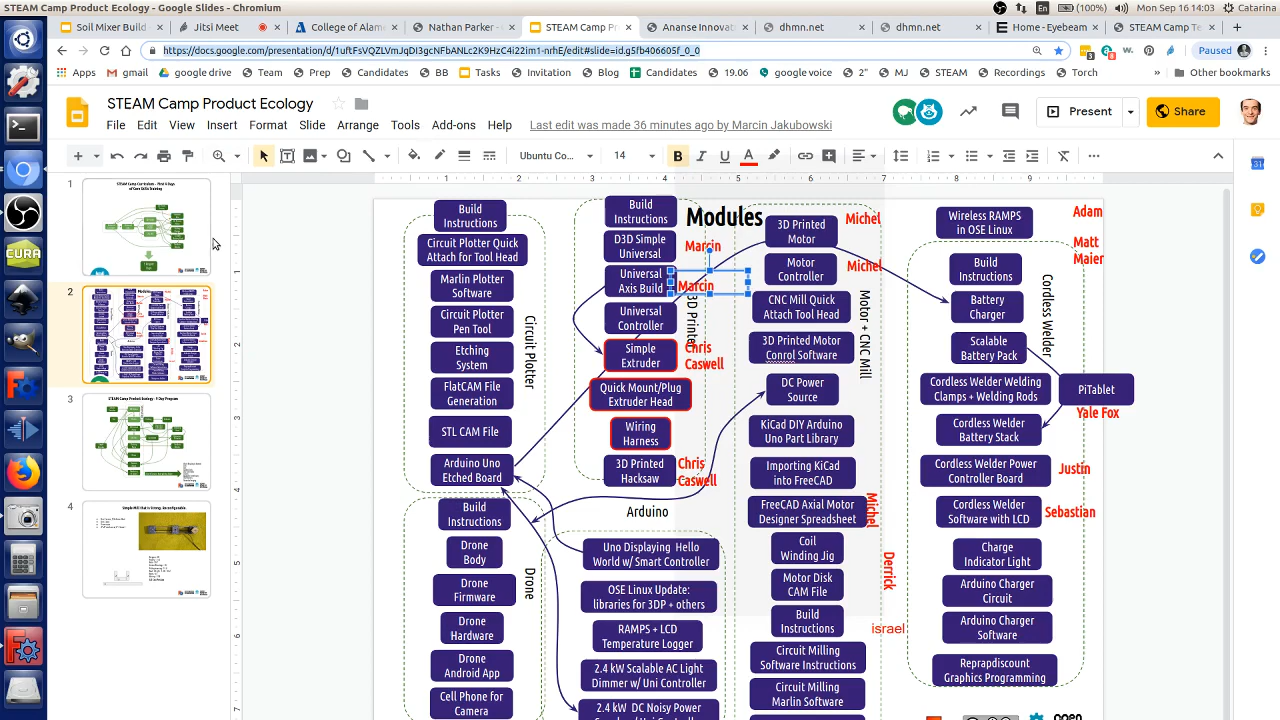 STEAM Camp Product Ecology - Google Slides - Chromium
En
(100%)
Mon Sep 16 14:03
Catarina
Soil Mixer Build
Jitsi Meet
College of Alame
Nathan Parker -
STEAM Camp Pr
Ananse Innovat
dhmn.net
dhmn.net
Home - Eyebeam
STEAM Camp Te
https://docs.google.com/presentation/d/1uftFsVQZLVmJqDI3gcNFbANLc2K9HzC4i22im1-nrhE/edit#slide=id.g5fb406605f_0_0
Paused
Apps
gmail
google drive
Team
Prep
Candidates
BB
Tasks
Invitation
Blog
Candidates
19.06
google voice
2"
MJ
STEAM
Recordings
Torch
Other bookmarks
STEAM Camp Product Ecology
File
Edit
View
Insert
Format
Slide
Arrange
Tools
Add-ons
Help
Last edit was made 36 minutes ago by Marcin Jakubowski
Present
Share
Ubuntu Co...
14
Modules
Build
Instructions
Circuit Plotter Quick
Attach for Tool Head
Marlin Plotter
Software
Circuit Plotter
Pen Tool
Etching
System
FlatCAM File
Generation
STL CAM File
Arduino Uno
Etched Board
Circuit Plotter
Build
Instructions
Drone
Body
Drone
Firmware
Drone
Hardware
Drone
Android App
Cell Phone for
Camera
Drone
Build
Instructions
D3D Simple
Universal
Marcin
Universal
Axis Build
Marcin
Universal
Controller
Simple
Extruder
Chris
Caswell
Quick Mount/Plug
Extruder Head
Wiring
Harness
3D Printed
Hacksaw
Chris
Caswell
Arduino
Uno Displaying Hello
World w/ Smart Controller
OSE Linux Update:
libraries for 3DP + others
RAMPS + LCD
Temperature Logger
2.4 kW Scalable AC Light
Dimmer w/ Uni Controller
2.4 kW DC Noisy Power
3D Printed
Motor
Michel
Motor
Controller
Michel
CNC Mill Quick
Attach Tool Head
3D Printed Motor
Conrol Software
DC Power
Source
KiCad DIY Arduino
Uno Part Library
Importing KiCad
into FreeCAD
FreeCAD Axial Motor
Designer Spreadsheet
Michel
Coil
Winding Jig
Motor Disk
CAM File
Derrick
Build
Instructions
israel
Circuit Milling
Software Instructions
Circuit Milling
Marlin Software
Motor + CNC Mill
Wireless RAMPS
in OSE Linux
Adam
Matt
Maier
Build
Instructions
Battery
Charger
Scalable
Battery Pack
Cordless Welder
PiTablet
Yale Fox
Cordless Welder Welding
Clamps + Welding Rods
Cordless Welder
Battery Stack
Cordless Welder Power
Controller Board
Justin
Cordless Welder
Software with LCD
Sebastian
Charge
Indicator Light
Arduino Charger
Circuit
Arduino Charger
Software
Reprapdiscount
Graphics Programming
1
2
3
4
CURA